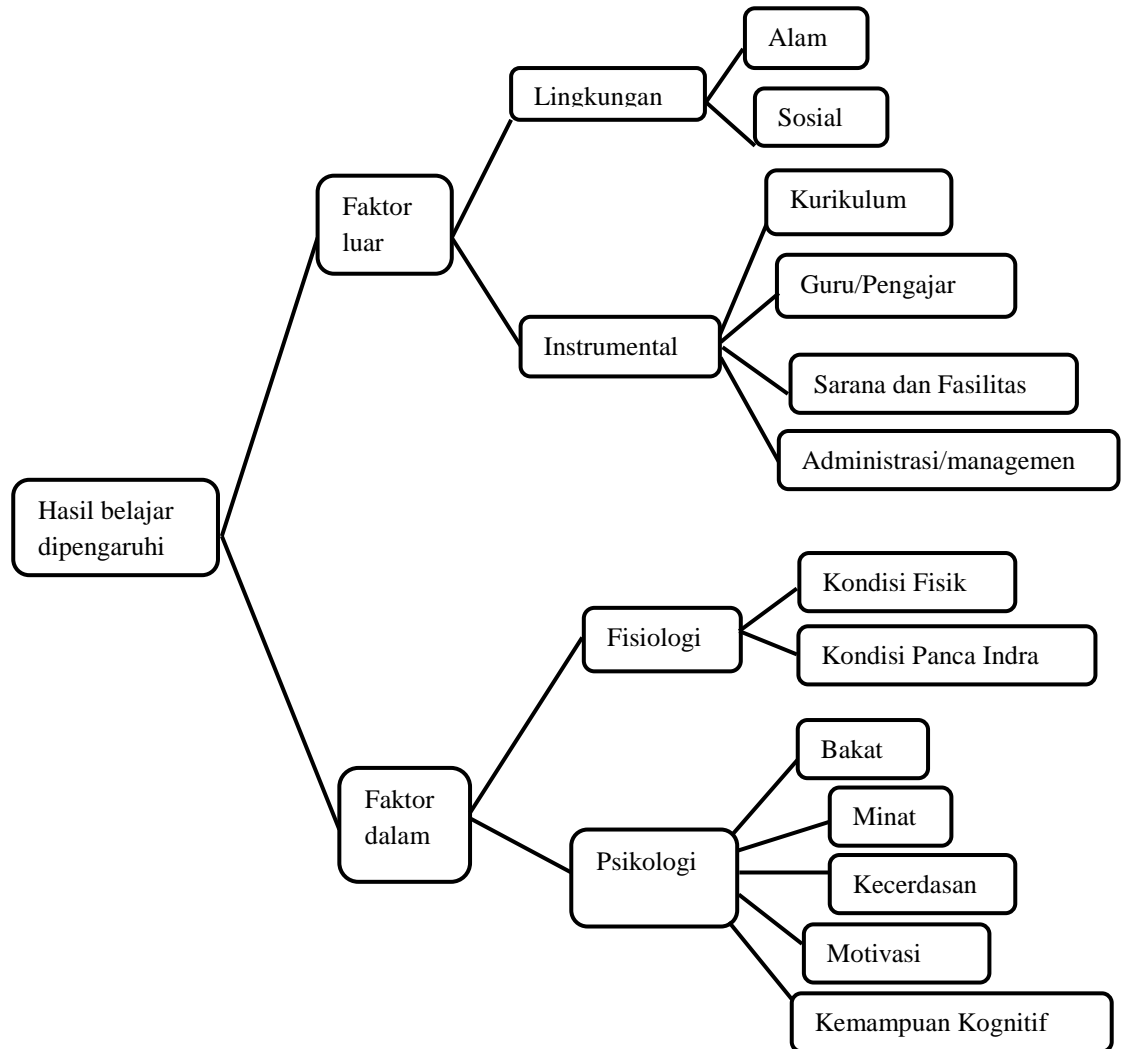 Alam
Lingkungan
Sosial
Faktor
luar
Kurikulum
Guru/Pengajar
Instrumental
Sarana dan Fasilitas
Administrasi/managemen
Hasil belajar
dipengaruhi
Kondisi Fisik
Fisiologi
Kondisi Panca Indra
Faktor
dalam
Bakat
Minat
Psikologi
Kecerdasan
Motivasi
Kemampuan Kognitif